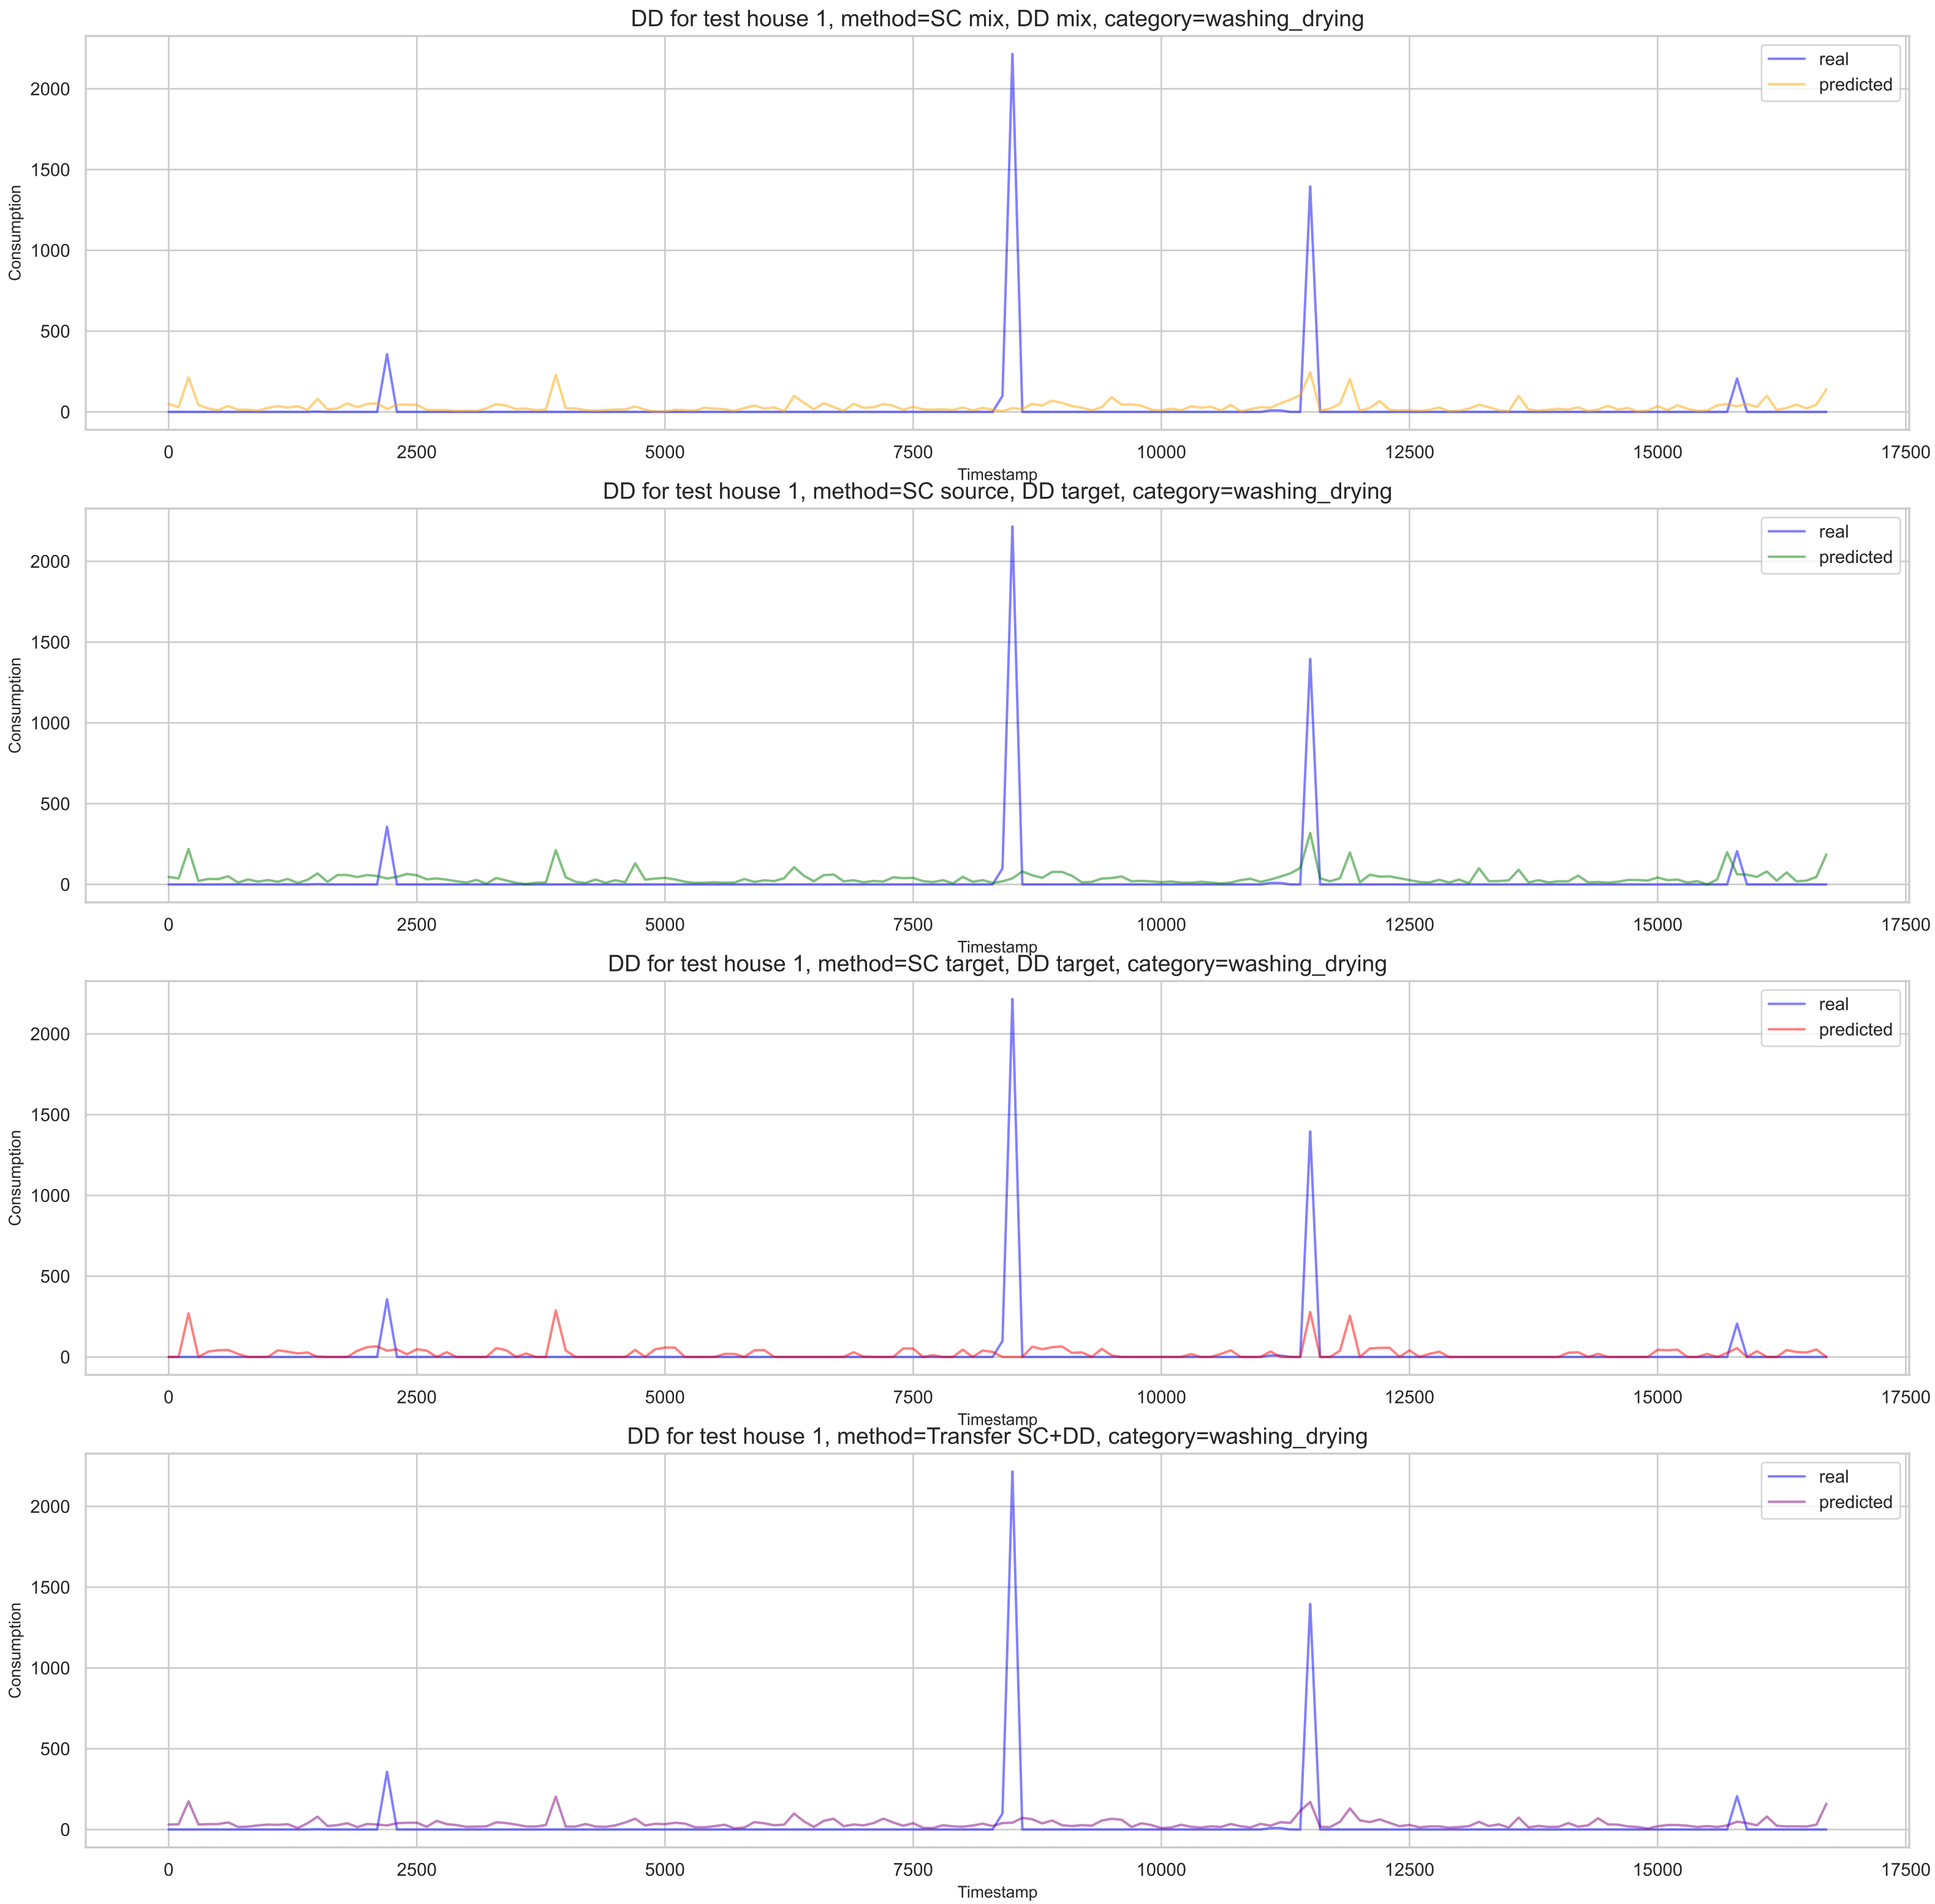 DD for test house 1, method=SC mix, DD mix, category=washing_drying
real
predicted
2000
1500
1000
500
0
Consumption
0 2500 5000 7500 10000 12500 15000 17500
Timestamp
DD for test house 1, method=SC source, DD target, category=washing_drying
real
predicted
2000
1500
1000
500
0
Consumption
0 2500 5000 7500 10000 12500 15000 17500
Timestamp
DD for test house 1, method=SC target, DD target, category=washing_drying
real
predicted
2000
1500
1000
500
0
Consumption
0 2500 5000 7500 10000 12500 15000 17500
Timestamp
DD for test house 1, method=Transfer SC+DD, category=washing_drying
real
predicted
2000
1500
1000
500
0
Consumption
0 2500 5000 7500 10000 12500 15000 17500
Timestamp